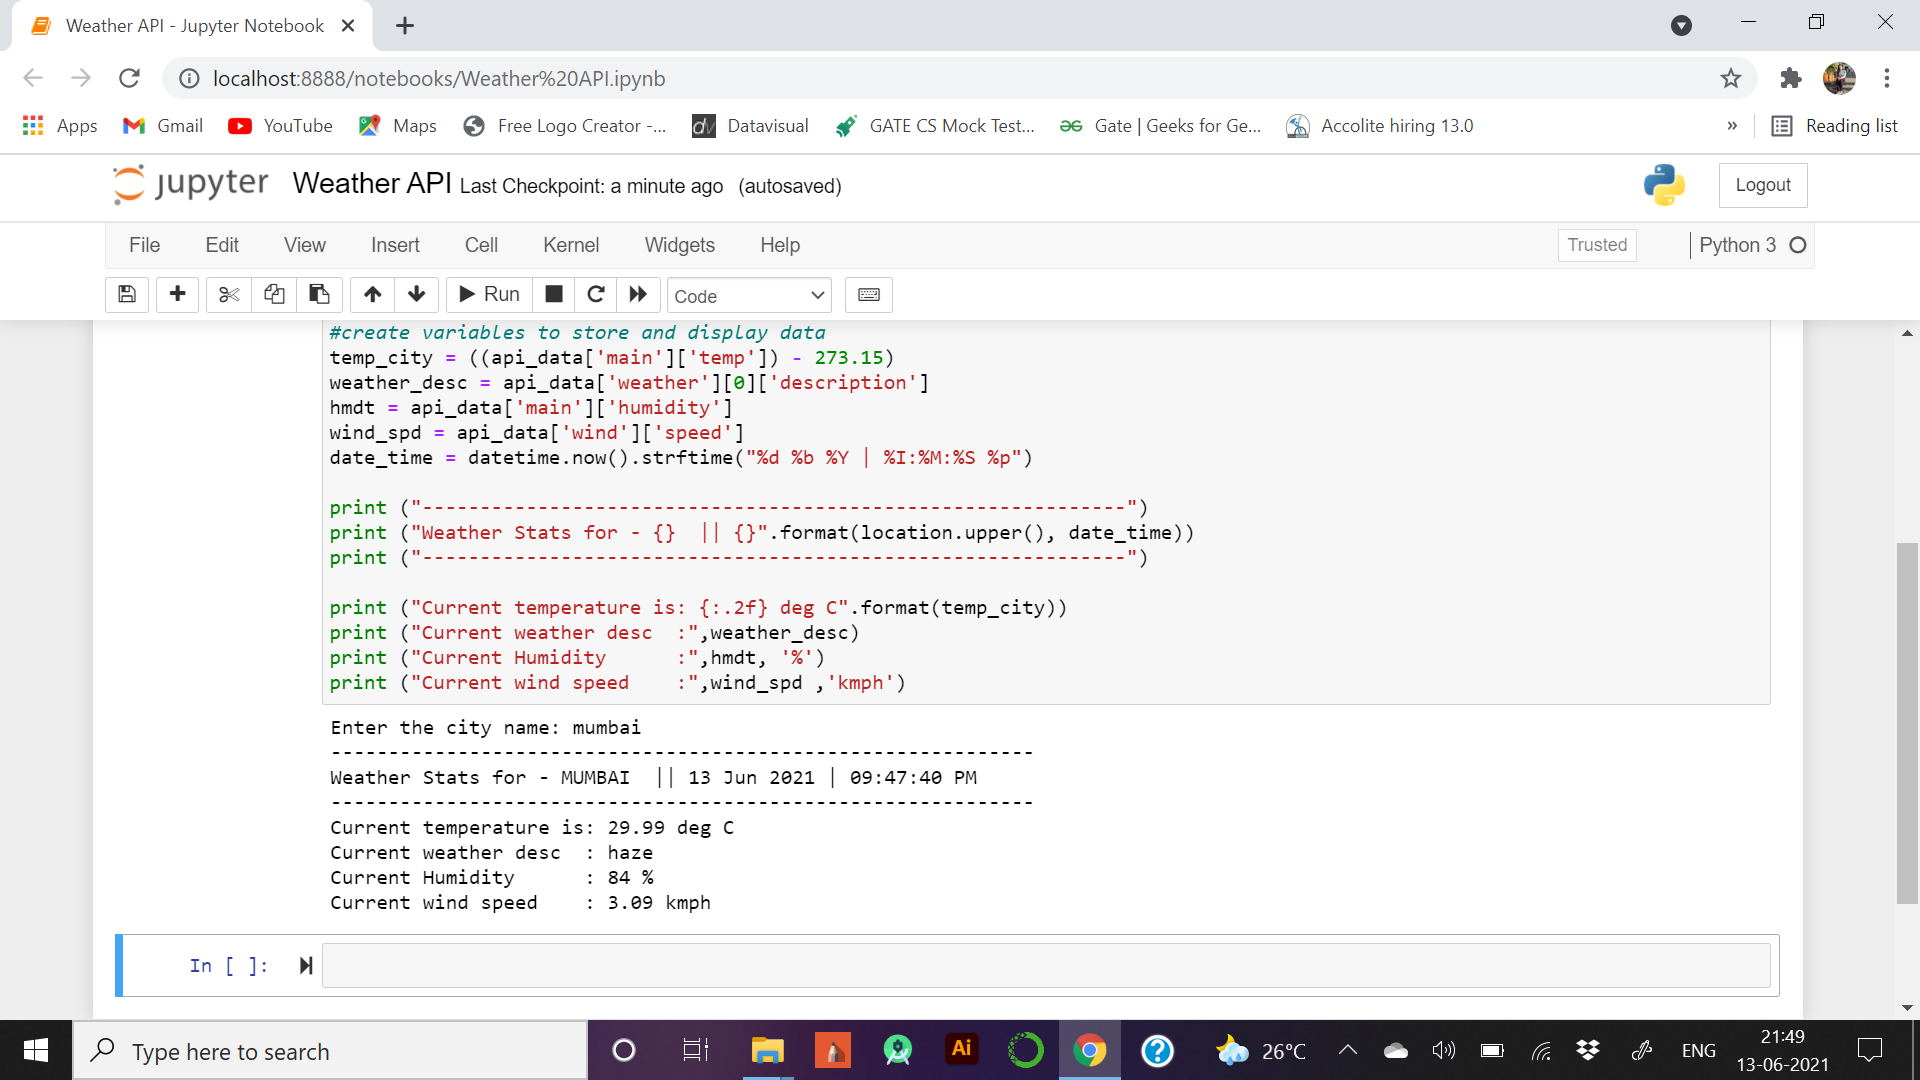 Weather API - Jupyter Notebook
localhost:8888/notebooks/Weather%20API.ipynb
Apps Gmail YouTube Maps Free Logo Creator -... Datavisual GATE CS Mock Test... Gate | Geeks for Ge... Accolite hiring 13.0 » Reading list
jupyter Weather API Last Checkpoint: a minute ago (autosaved) Logout
File Edit View Insert Cell Kernel Widgets Help Trusted Python 3
Run Code
#create variables to store and display data
temp_city = ((api_data['main']['temp']) - 273.15)
weather_desc = api_data['weather'][0]['description']
hmdt = api_data['main']['humidity']
wind_spd = api_data['wind']['speed']
date_time = datetime.now().strftime("%d %b %Y | %I:%M:%S %p")
print ("-------------------------------------------------------------")
print ("Weather Stats for - {}  || {}".format(location.upper(), date_time))
print ("-------------------------------------------------------------")
print ("Current temperature is: {:.2f} deg C".format(temp_city))
print ("Current weather desc  :",weather_desc)
print ("Current Humidity      :",hmdt, '%')
print ("Current wind speed    :",wind_spd ,'kmph')
Enter the city name: mumbai
-------------------------------------------------------------
Weather Stats for - MUMBAI  || 13 Jun 2021 | 09:47:40 PM
-------------------------------------------------------------
Current temperature is: 29.99 deg C
Current weather desc  : haze
Current Humidity      : 84 %
Current wind speed    : 3.09 kmph
In [ ]:
Type here to search Ai 26°C ENG 21:49
13-06-2021